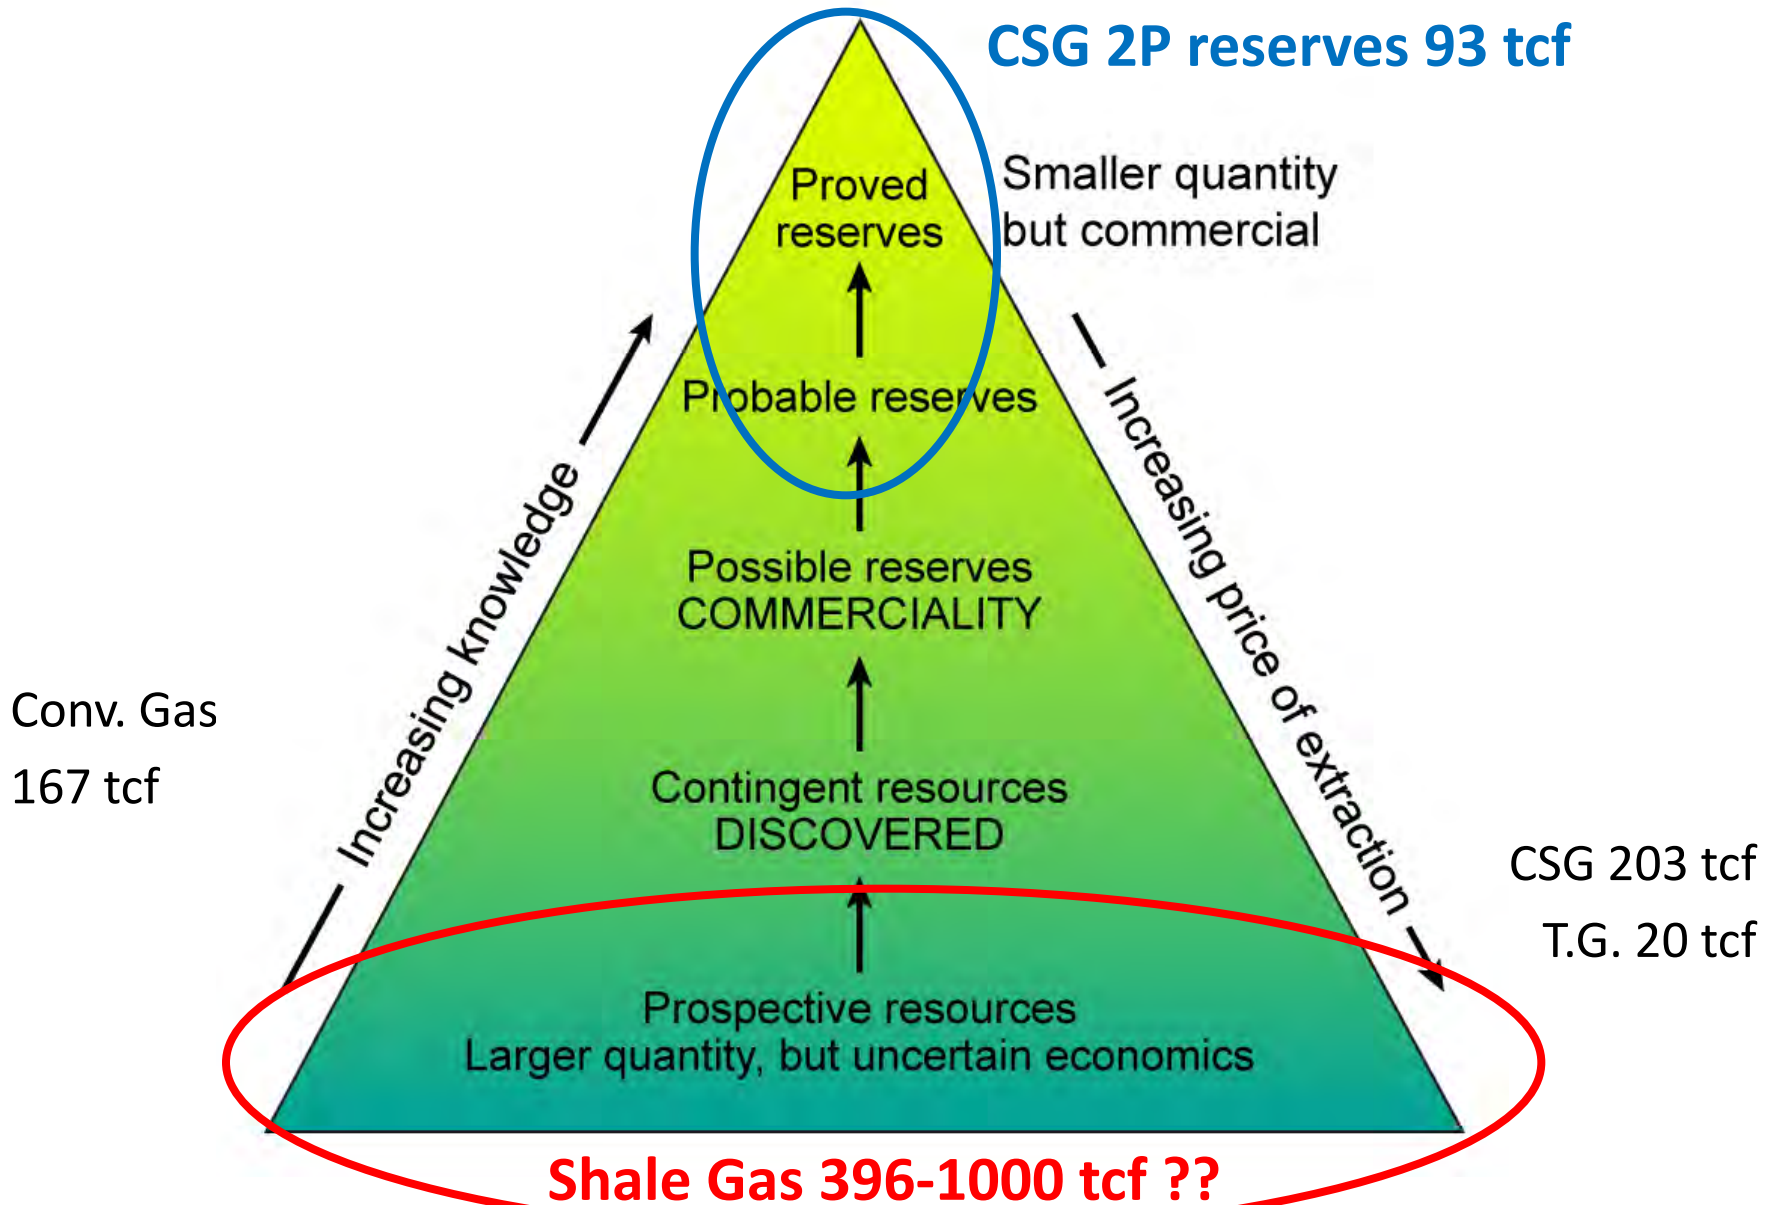 CSG 2P reserves 93 tcf
Smaller quantity
but commercial
Proved
reserves
Probable reserves
Possible reserves
COMMERCIALITY
Contingent resources
DISCOVERED
Prospective resources
Larger quantity, but uncertain economics
Increasing knowledge
Increasing price of extraction
Conv. Gas
167 tcf
CSG 203 tcf
T.G. 20 tcf
Shale Gas 396-1000 tcf ??